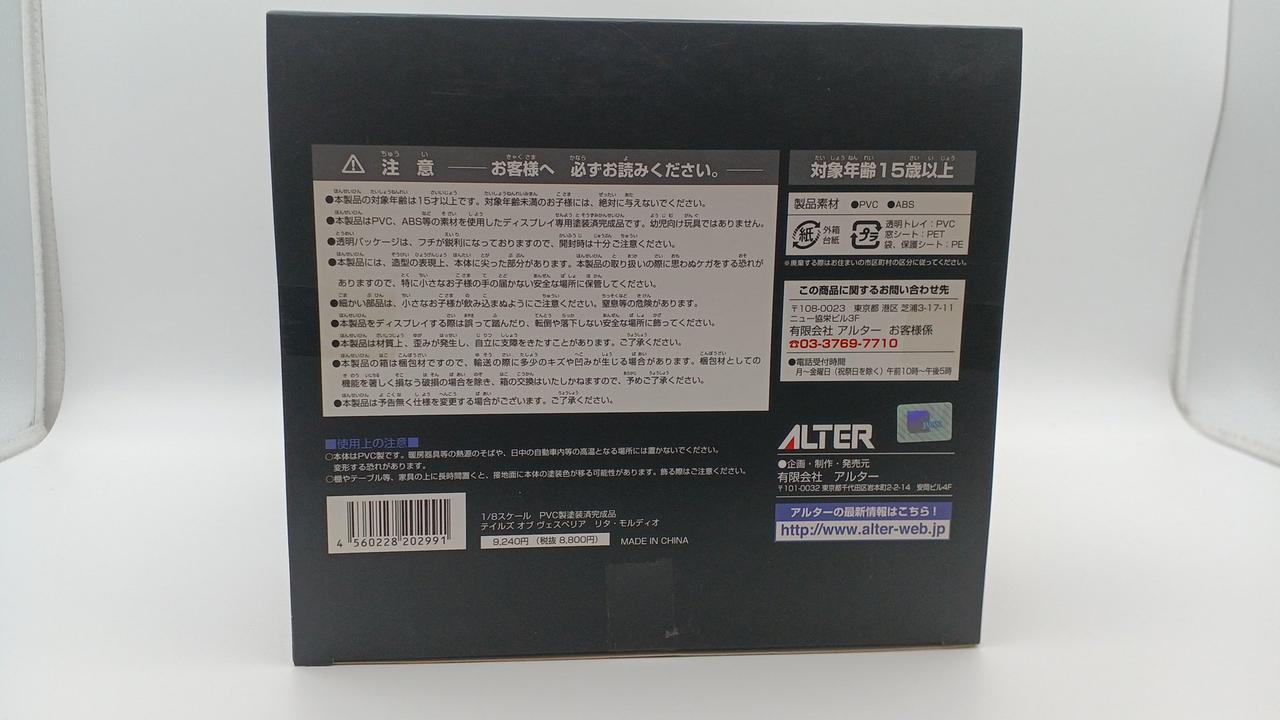 ⚠ 注意 お客様へ 必ずお読みください。
●本製品の対象年齢は15才以上です。対象年齢未満のお子様には、絶対に与えないでください。
●本製品はPVC、ABS等の素材を使用したディスプレイ専用塗装済完成品です。幼児向け玩具ではありません。
●透明パッケージは、フチが鋭利になっておりますので、開封時は十分ご注意ください。
●本製品には、造型の表現上、本体に尖った部分があります。本製品の取り扱いの際に思わぬケガをする恐れが
ありますので、特に小さなお子様の手の届かない安全な場所に保管してください。
●細かい部品は、小さなお子様が飲み込まぬようにご注意ください。窒息等の危険があります。
●本製品をディスプレイする際は誤って踏んだり、転倒や落下しない安全な場所に飾ってください。
●本製品は材質上、歪みが発生し、自立に支障をきたすことがあります。ご了承ください。
●本製品の箱は梱包材ですので、輸送の際に多少のキズや凹みが生じる場合があります。梱包材としての
機能を著しく損なう破損の場合を除き、箱の交換はいたしかねますので、予めご了承ください。
●本製品は予告無く仕様を変更する場合がございます。ご了承ください。
■使用上の注意■
○本体はPVC製です。暖房器具等の熱源のそばや、日中の自動車内等の高温となる場所には置かないでください。
変形する恐れがあります。
○棚やテーブル等、家具の上に長時間置くと、接地面に本体の塗装色が移る可能性があります。飾る際はご注意ください。
4 560228 202991
1/8スケール PVC製塗装済完成品
テイルズ オブ ヴェスペリア リタ・モルディオ
9,240円 (税抜 8,800円) MADE IN CHINA
対象年齢15歳以上
製品素材 ●PVC ●ABS
紙 外箱
台紙
プラ 透明トレイ:PVC
窓シート:PET
袋、保護シート:PE
※廃棄する際はお住まいの市区町村の区分に従ってください。
この商品に関するお問い合わせ先
〒108-0023 東京都 港区 芝浦3-17-11
ニュー協栄ビル3F
有限会社 アルター お客様係
☎03-3769-7710
●電話受付時間
月〜金曜日(祝祭日を除く)午前10時〜午後5時
ALTER
●企画・制作・発売元
有限会社 アルター
〒101-0032 東京都千代田区岩本町2-2-14 安岡ビル4F
アルターの最新情報はこちら!
http://www.alter-web.jp